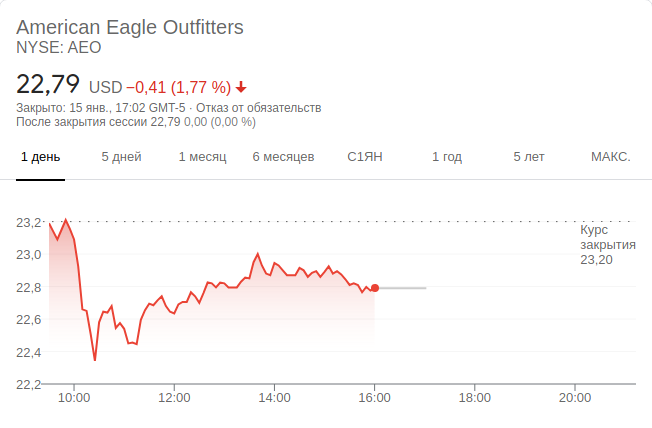 American Eagle Outfitters
NYSE: AEO
22,79 USD −0,41 (1,77 %)
Закрыто: 15 янв., 17:02 GMT-5 · Отказ от обязательств
После закрытия сессии 22,79 0,00 (0,00 %)
1 день 5 дней 1 месяц 6 месяцев С1ЯН 1 год 5 лет МАКС.
23,2
Курс
закрытия
23,20
23,0
22,8
22,6
22,4
22,2
10:00 12:00 14:00 16:00 18:00 20:00